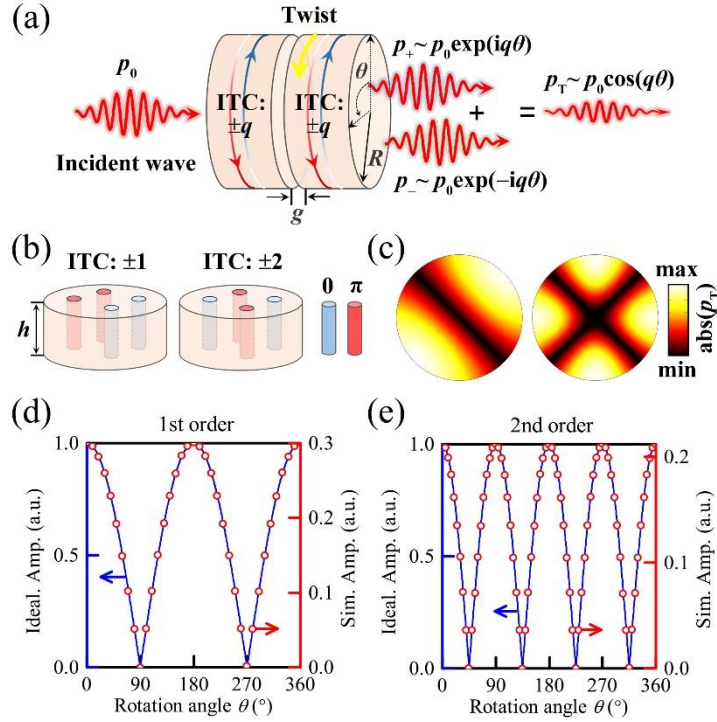 (a)
Twist
p₀
Incident wave
ITC:
±q
ITC:
±q
θ
R
g
p₊~ p₀exp(iqθ)
+
p₋~ p₀exp(−iqθ)
=
p_T~ p₀cos(qθ)
(b)
ITC: ±1
ITC: ±2
h
0
π
(c)
max
min
abs(p_T)
(d)
1st order
1.0
0.5
0.0
Ideal. Amp. (a.u.)
0.3
0.2
0.1
0.0
Sim. Amp. (a.u.)
0
90
180
270
360
Rotation angle θ (°)
(e)
2nd order
1.0
0.5
0.0
Ideal. Amp. (a.u.)
0.2
0.1
0.0
Sim. Amp. (a.u.)
0
90
180
270
360
Rotation angle θ (°)